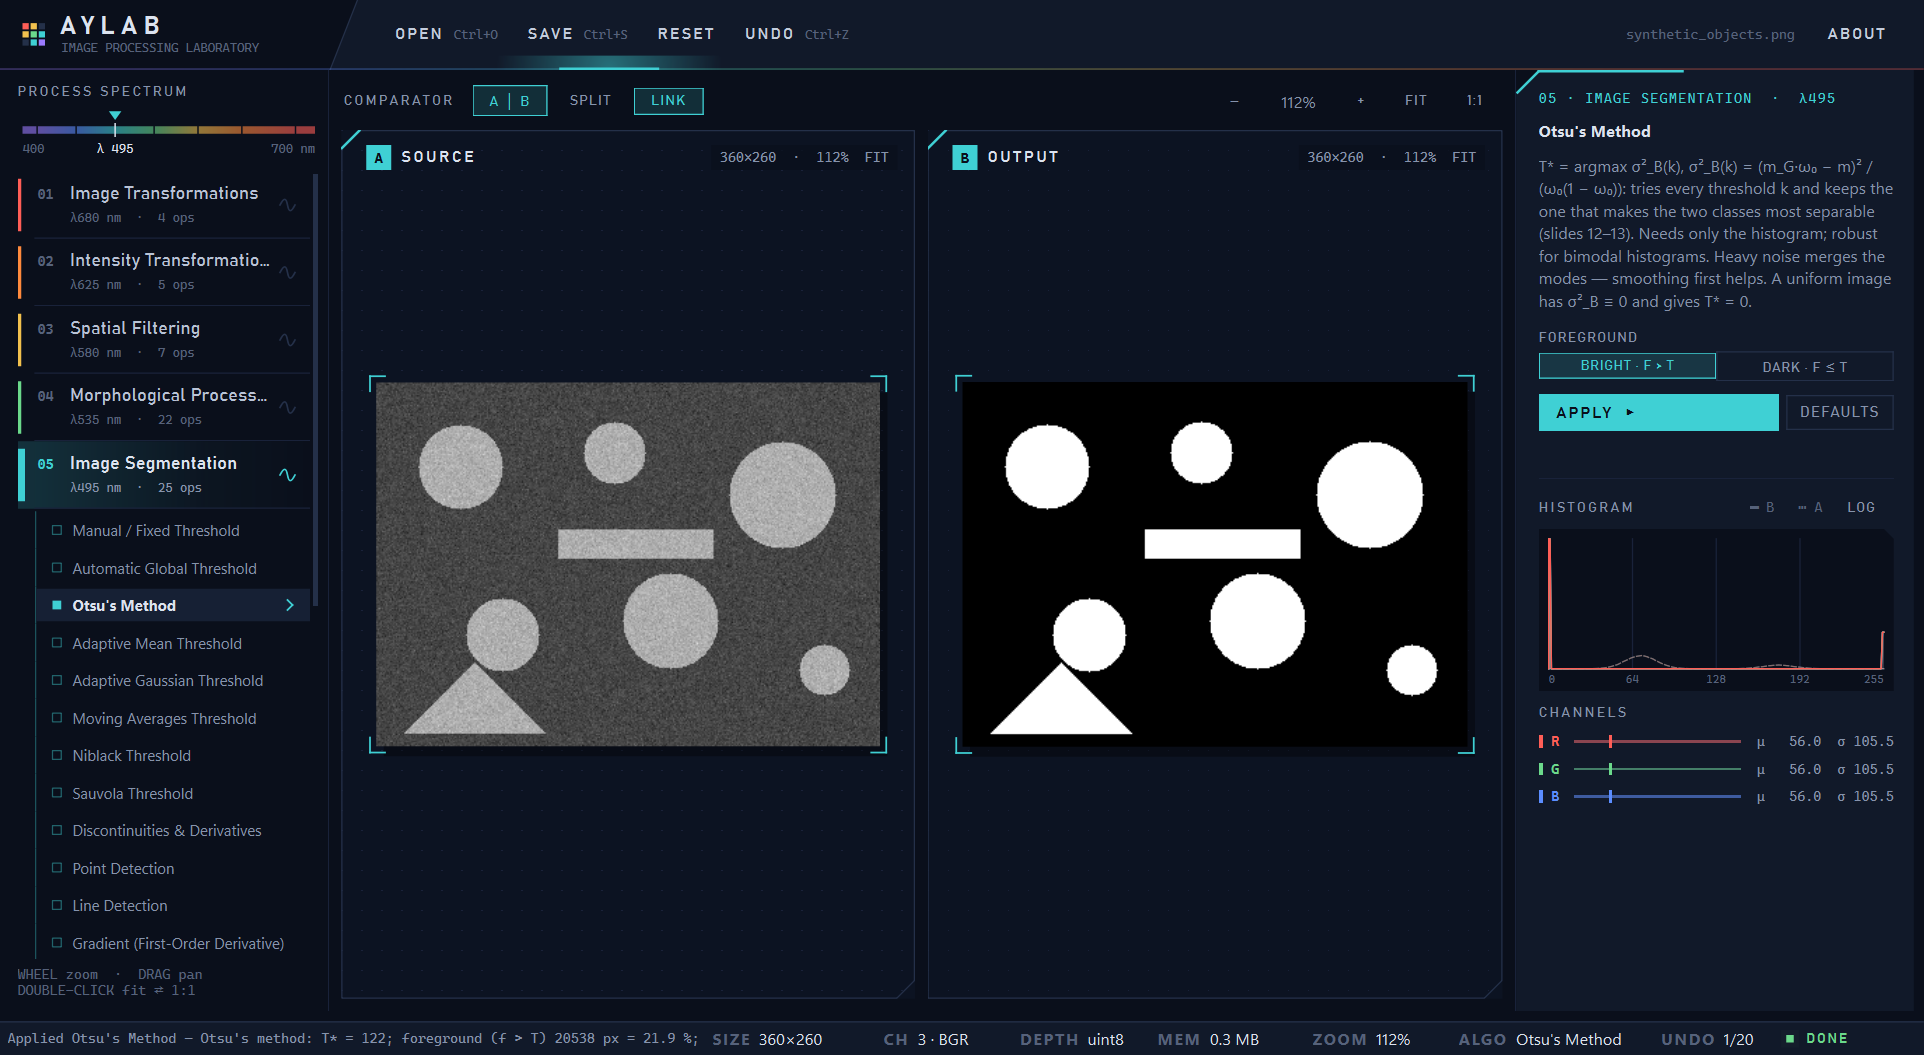 AYLAB
IMAGE PROCESSING LABORATORY
OPEN Ctrl+O SAVE Ctrl+S RESET UNDO Ctrl+Z
synthetic_objects.png ABOUT
PROCESS SPECTRUM
400 λ 495 700 nm
01 Image Transformations
λ680 nm · 4 ops
02 Intensity Transformatio...
λ625 nm · 5 ops
03 Spatial Filtering
λ580 nm · 7 ops
04 Morphological Process...
λ535 nm · 22 ops
05 Image Segmentation
λ495 nm · 25 ops
Manual / Fixed Threshold
Automatic Global Threshold
Otsu's Method
Adaptive Mean Threshold
Adaptive Gaussian Threshold
Moving Averages Threshold
Niblack Threshold
Sauvola Threshold
Discontinuities & Derivatives
Point Detection
Line Detection
Gradient (First-Order Derivative)
WHEEL zoom · DRAG pan
DOUBLE-CLICK fit ⇌ 1:1
COMPARATOR A | B SPLIT LINK − 112% + FIT 1:1
A SOURCE 360×260 · 112% FIT
B OUTPUT 360×260 · 112% FIT
05 · IMAGE SEGMENTATION · λ495
Otsu's Method
T* = argmax σ²_B(k), σ²_B(k) = (m_G·ω₀ − m)² /
(ω₀(1 − ω₀)): tries every threshold k and keeps the
one that makes the two classes most separable
(slides 12–13). Needs only the histogram; robust
for bimodal histograms. Heavy noise merges the
modes — smoothing first helps. A uniform image
has σ²_B ≡ 0 and gives T* = 0.
FOREGROUND
BRIGHT · F > T DARK · F ≤ T
APPLY ▸ DEFAULTS
HISTOGRAM B A LOG
0 64 128 192 255
CHANNELS
R μ 56.0 σ 105.5
G μ 56.0 σ 105.5
B μ 56.0 σ 105.5
Applied Otsu's Method — Otsu's method: T* = 122; foreground (f > T) 20538 px = 21.9 %; SIZE 360×260 CH 3 · BGR DEPTH uint8 MEM 0.3 MB ZOOM 112% ALGO Otsu's Method UNDO 1/20 DONE